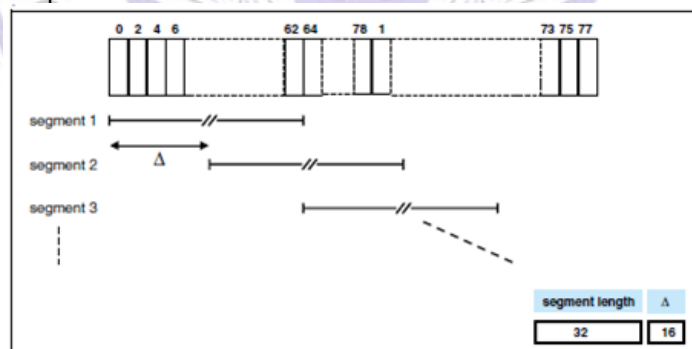 0 2 4 6 62 64 78 1 73 75 77
segment 1
Δ
segment 2
segment 3
segment length Δ
32 16